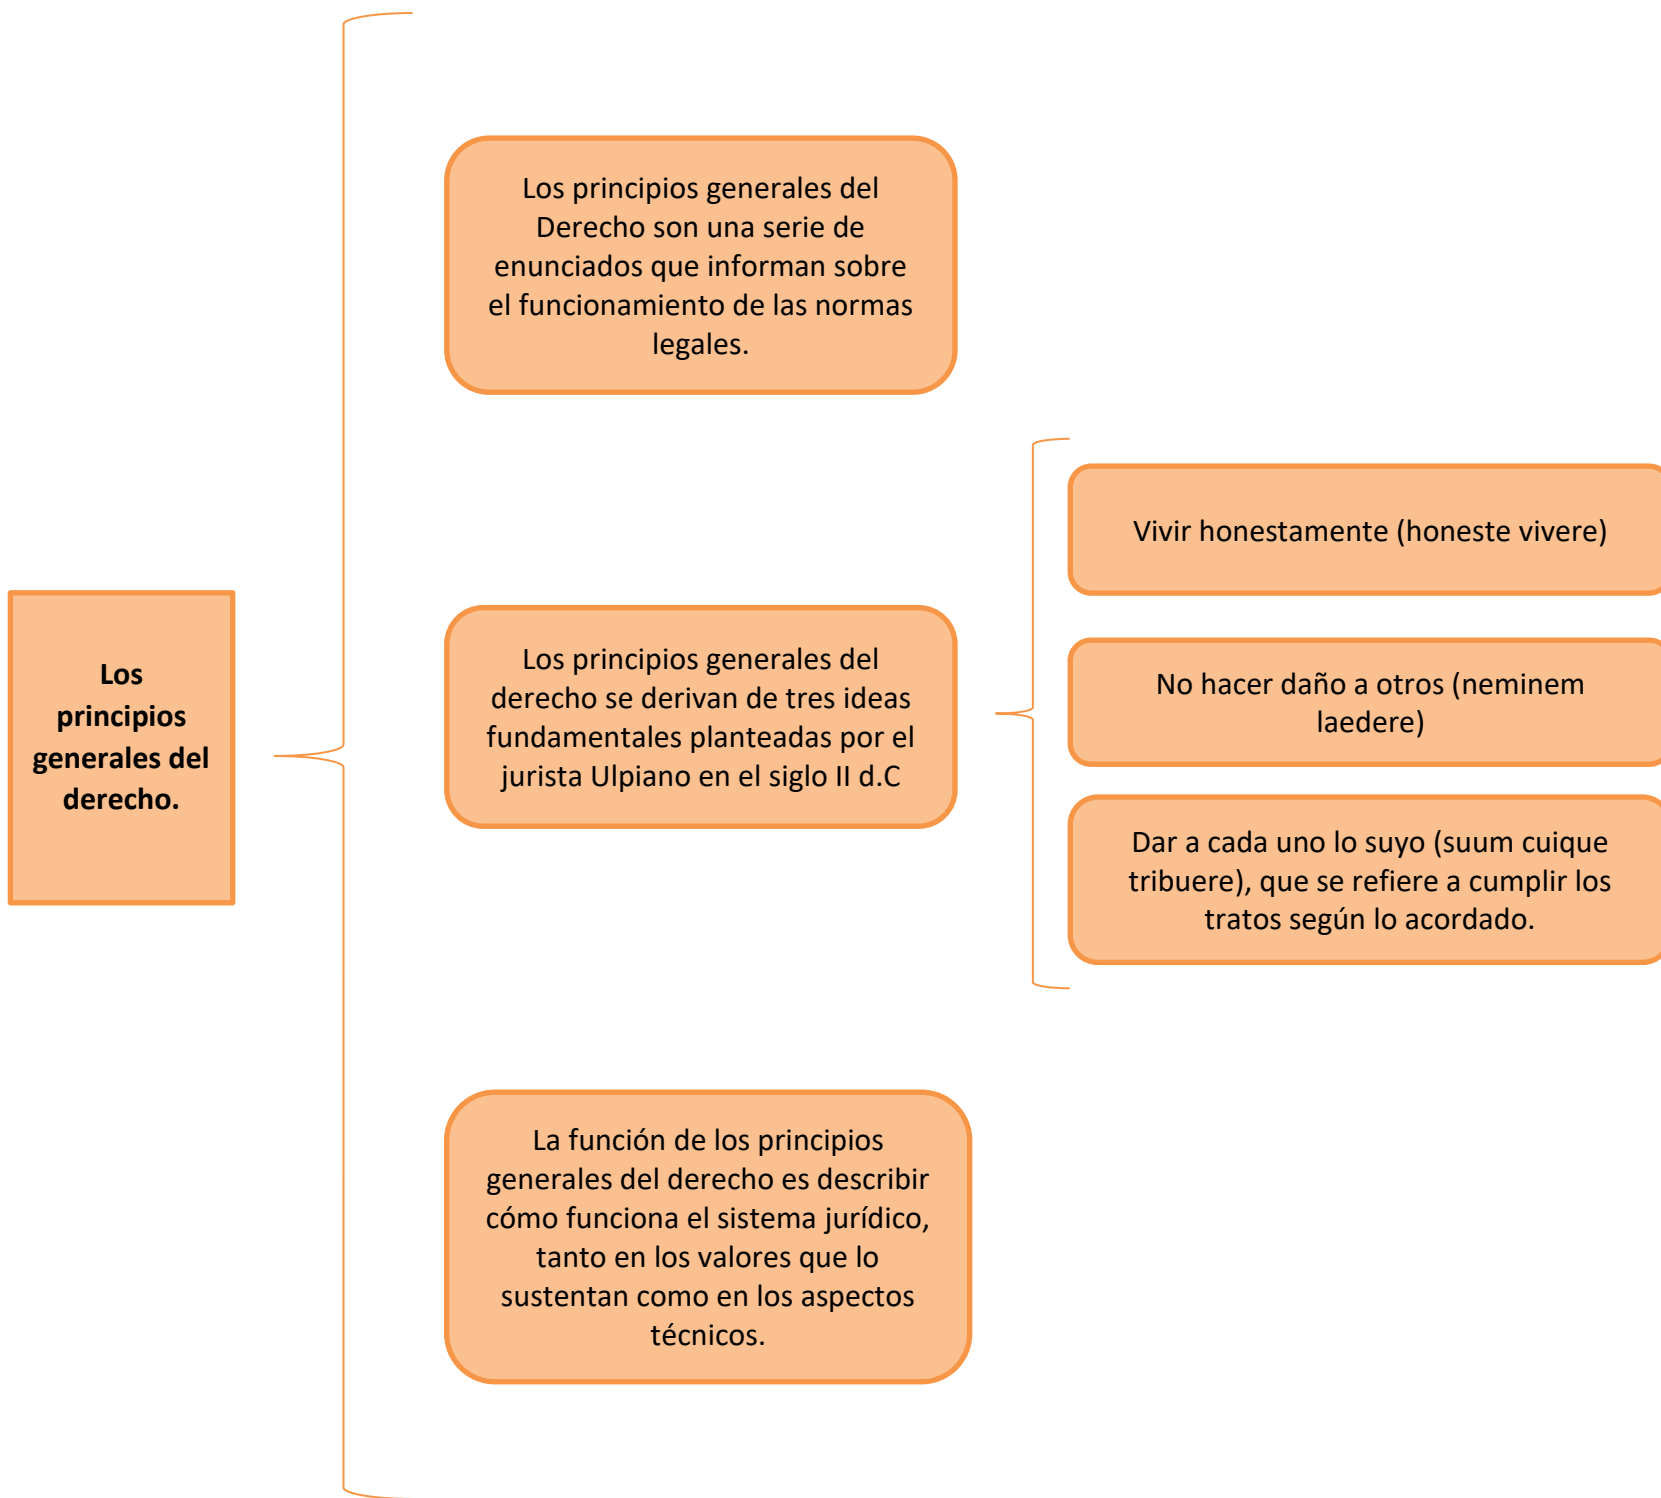 Los
principios
generales del
derecho.
Los principios generales del
Derecho son una serie de
enunciados que informan sobre
el funcionamiento de las normas
legales.
Los principios generales del
derecho se derivan de tres ideas
fundamentales planteadas por el
jurista Ulpiano en el siglo II d.C
Vivir honestamente (honeste vivere)
No hacer daño a otros (neminem
laedere)
Dar a cada uno lo suyo (suum cuique
tribuere), que se refiere a cumplir los
tratos según lo acordado.
La función de los principios
generales del derecho es describir
cómo funciona el sistema jurídico,
tanto en los valores que lo
sustentan como en los aspectos
técnicos.